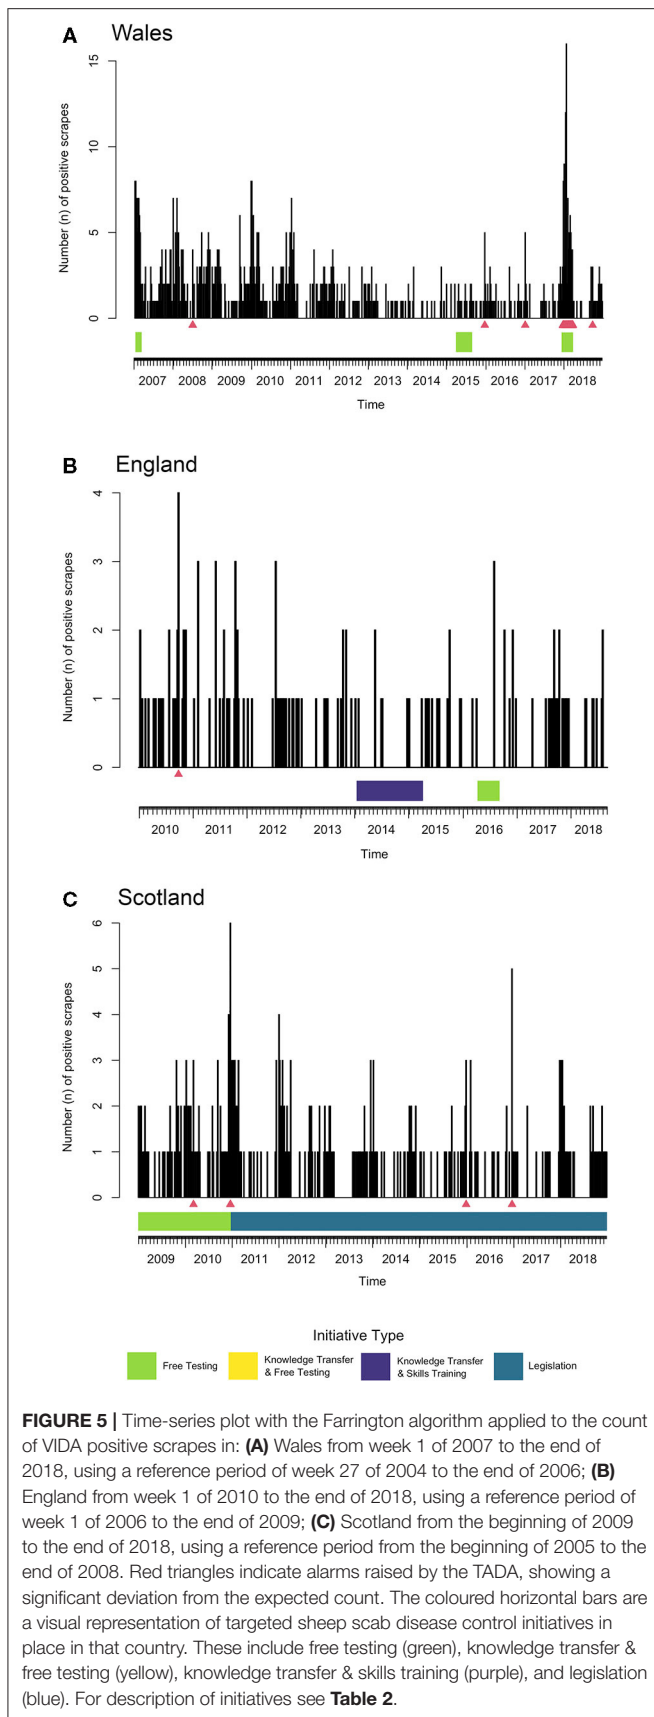 A Wales
Number (n) of positive scrapes
15
10
5
0
2007 2008 2009 2010 2011 2012 2013 2014 2015 2016 2017 2018
Time
B England
Number (n) of positive scrapes
4
3
2
1
0
2010 2011 2012 2013 2014 2015 2016 2017 2018
Time
C Scotland
Number (n) of positive scrapes
6
5
4
3
2
1
0
2009 2010 2011 2012 2013 2014 2015 2016 2017 2018
Time
Initiative Type
Free Testing
Knowledge Transfer
& Free Testing
Knowledge Transfer
& Skills Training
Legislation
FIGURE 5 | Time-series plot with the Farrington algorithm applied to the count
of VIDA positive scrapes in: (A) Wales from week 1 of 2007 to the end of
2018, using a reference period of week 27 of 2004 to the end of 2006; (B)
England from week 1 of 2010 to the end of 2018, using a reference period of
week 1 of 2006 to the end of 2009; (C) Scotland from the beginning of 2009
to the end of 2018, using a reference period from the beginning of 2005 to the
end of 2008. Red triangles indicate alarms raised by the TADA, showing a
significant deviation from the expected count. The coloured horizontal bars are
a visual representation of targeted sheep scab disease control initiatives in
place in that country. These include free testing (green), knowledge transfer &
free testing (yellow), knowledge transfer & skills training (purple), and legislation
(blue). For description of initiatives see Table 2.